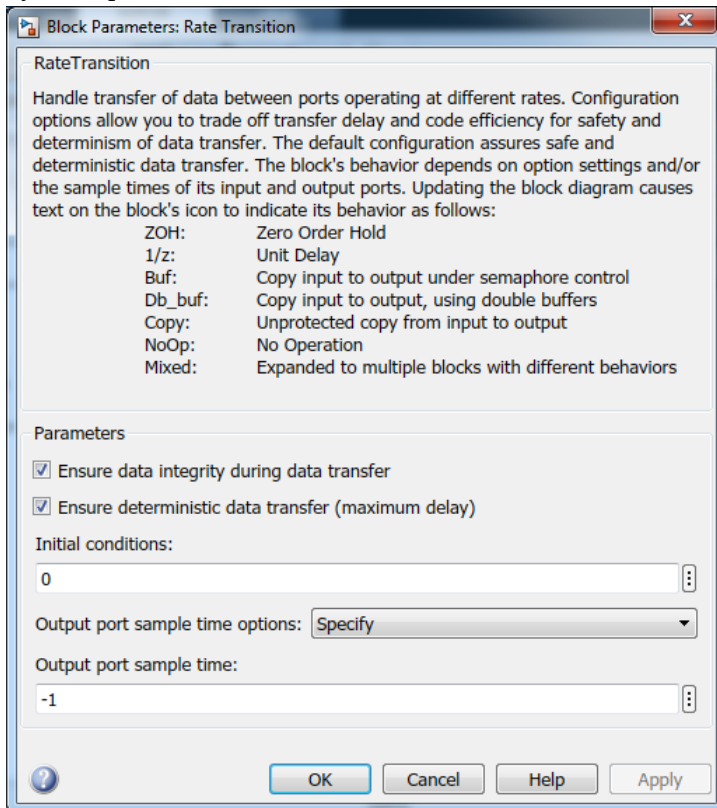 Block Parameters: Rate Transition
RateTransition
Handle transfer of data between ports operating at different rates. Configuration
options allow you to trade off transfer delay and code efficiency for safety and
determinism of data transfer. The default configuration assures safe and
deterministic data transfer. The block's behavior depends on option settings and/or
the sample times of its input and output ports. Updating the block diagram causes
text on the block's icon to indicate its behavior as follows:
ZOH: Zero Order Hold
1/z: Unit Delay
Buf: Copy input to output under semaphore control
Db_buf: Copy input to output, using double buffers
Copy: Unprotected copy from input to output
NoOp: No Operation
Mixed: Expanded to multiple blocks with different behaviors
Parameters
Ensure data integrity during data transfer
Ensure deterministic data transfer (maximum delay)
Initial conditions:
0
Output port sample time options: Specify
Output port sample time:
-1
OK Cancel Help Apply